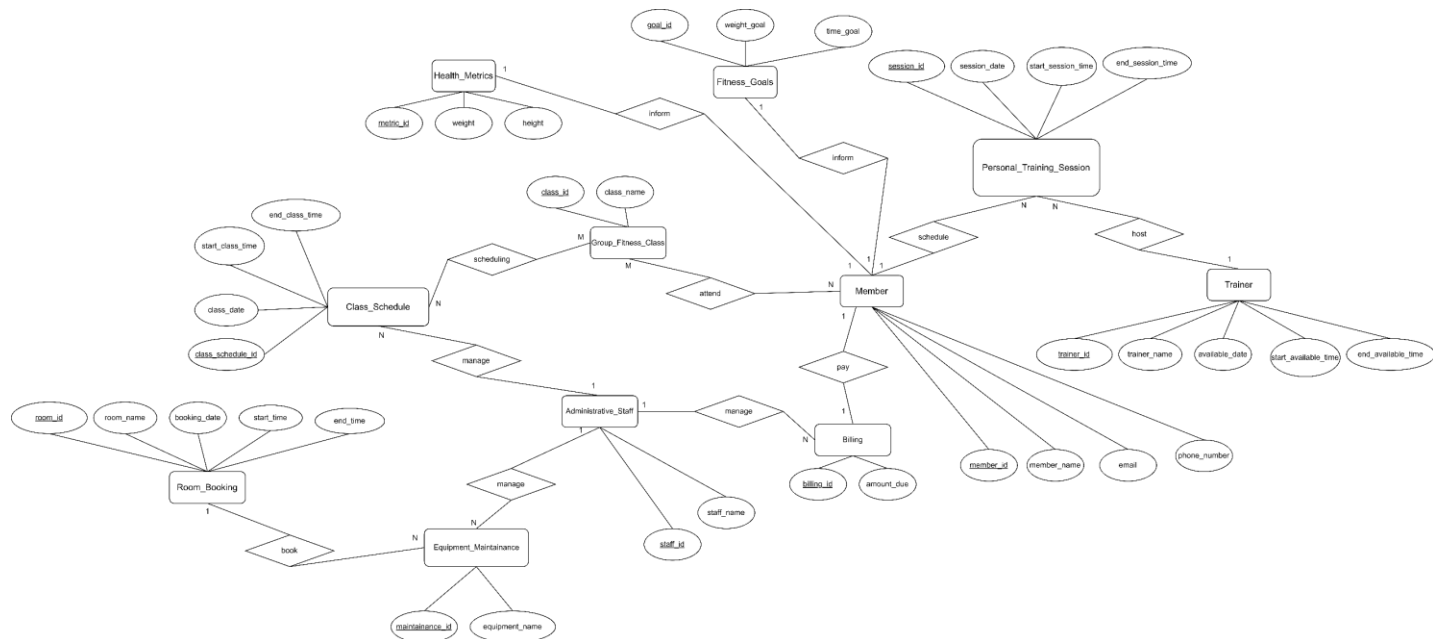 goal_id
weight_goal
time_goal
Health_Metrics
1
Fitness_Goals
1
session_id
session_date
start_session_time
end_session_time
metric_id
weight
height
inform
inform
Personal_Training_Session
N
N
class_id
class_name
end_class_time
start_class_time
scheduling
M
Group_Fitness_Class
M
schedule
host
1
1
1
1
class_date
Class_Schedule
N
N
attend
N
Member
1
Trainer
class_schedule_id
manage
pay
trainer_id
trainer_name
available_date
start_available_time
end_available_time
1
room_id
room_name
booking_date
start_time
end_time
Administrative_Staff
1
1
manage
1
N
Billing
member_id
member_name
email
phone_number
Room_Booking
1
manage
billing_id
amount_due
staff_name
N
book
N
Equipment_Maintainance
staff_id
maintainance_id
equipment_name